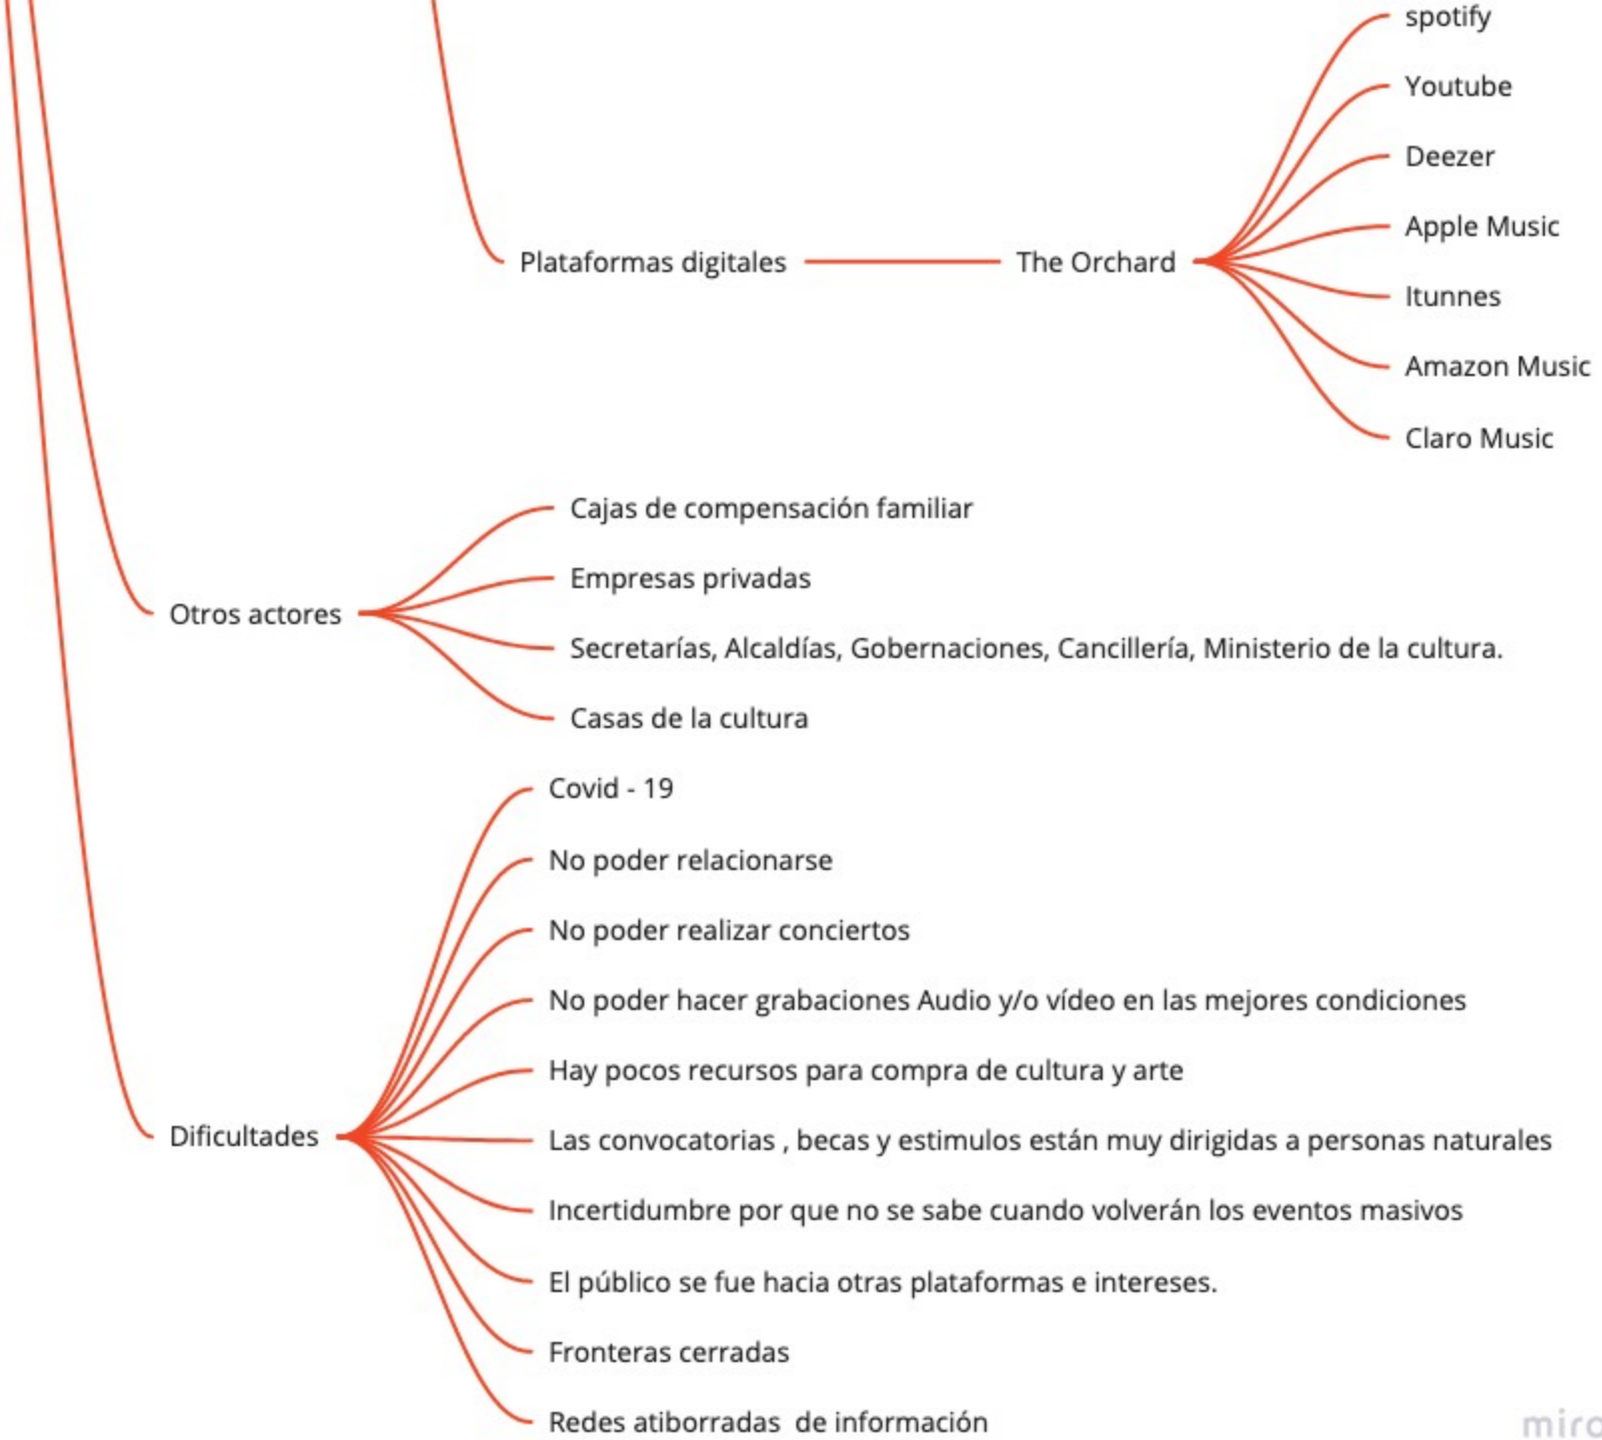 spotify
Youtube
Deezer
Apple Music
Plataformas digitales
The Orchard
Itunnes
Amazon Music
Claro Music
Otros actores
Cajas de compensación familiar
Empresas privadas
Secretarías, Alcaldías, Gobernaciones, Cancillería, Ministerio de la cultura.
Casas de la cultura
Dificultades
Covid - 19
No poder relacionarse
No poder realizar conciertos
No poder hacer grabaciones Audio y/o vídeo en las mejores condiciones
Hay pocos recursos para compra de cultura y arte
Las convocatorias , becas y estimulos están muy dirigidas a personas naturales
Incertidumbre por que no se sabe cuando volverán los eventos masivos
El público se fue hacia otras plataformas e intereses.
Fronteras cerradas
Redes atiborradas  de información
miro